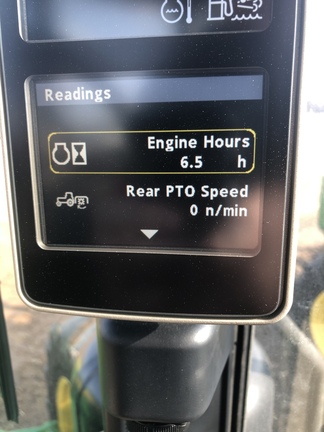 Readings
Engine Hours
6.5 h
Rear PTO Speed
0 n/min